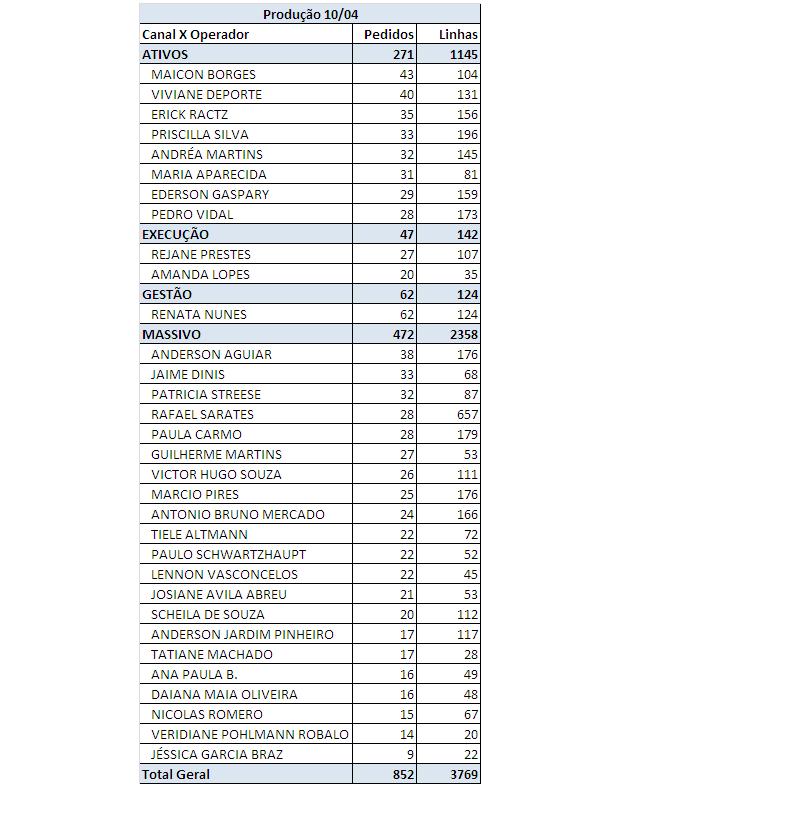 Produção 10/04
Canal X Operador Pedidos Linhas
ATIVOS 271 1145
MAICON BORGES 43 104
VIVIANE DEPORTE 40 131
ERICK RACTZ 35 156
PRISCILLA SILVA 33 196
ANDRÉA MARTINS 32 145
MARIA APARECIDA 31 81
EDERSON GASPARY 29 159
PEDRO VIDAL 28 173
EXECUÇÃO 47 142
REJANE PRESTES 27 107
AMANDA LOPES 20 35
GESTÃO 62 124
RENATA NUNES 62 124
MASSIVO 472 2358
ANDERSON AGUIAR 38 176
JAIME DINIS 33 68
PATRICIA STREESE 32 87
RAFAEL SARATES 28 657
PAULA CARMO 28 179
GUILHERME MARTINS 27 53
VICTOR HUGO SOUZA 26 111
MARCIO PIRES 25 176
ANTONIO BRUNO MERCADO 24 166
TIELE ALTMANN 22 72
PAULO SCHWARTZHAUPT 22 52
LENNON VASCONCELOS 22 45
JOSIANE AVILA ABREU 21 53
SCHEILA DE SOUZA 20 112
ANDERSON JARDIM PINHEIRO 17 117
TATIANE MACHADO 17 28
ANA PAULA B. 16 49
DAIANA MAIA OLIVEIRA 16 48
NICOLAS ROMERO 15 67
VERIDIANE POHLMANN ROBALO 14 20
JÉSSICA GARCIA BRAZ 9 22
Total Geral 852 3769